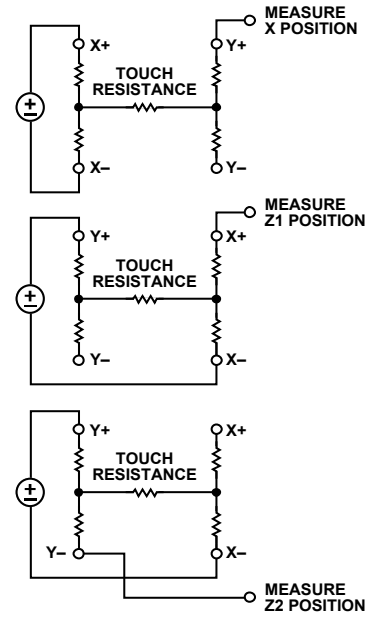 MEASURE
X POSITION
X+
Y+
TOUCH
RESISTANCE
X–
Y–
MEASURE
Z1 POSITION
Y+
X+
TOUCH
RESISTANCE
Y–
X–
Y+
X+
TOUCH
RESISTANCE
Y–
X–
MEASURE
Z2 POSITION